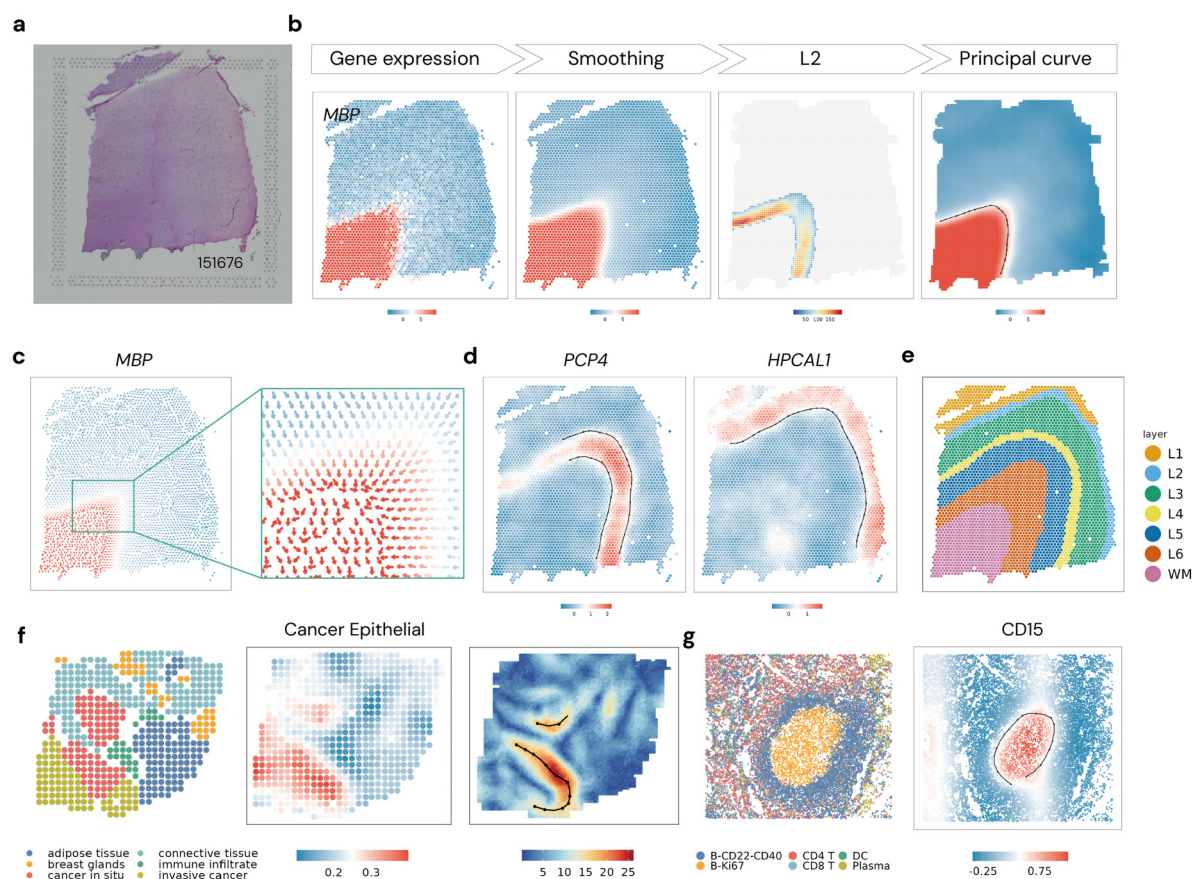 a
151676
b
Gene expression
Smoothing
L2
Principal curve
MBP
0 5
0 5
50 100 150
0 5
c
MBP
d
PCP4
HPCAL1
0 1 2
0 1
e
layer
L1
L2
L3
L4
L5
L6
WM
f
Cancer Epithelial
adipose tissue
breast glands
cancer in situ
connective tissue
immune infiltrate
invasive cancer
0.2 0.3
5 10 15 20 25
g
CD15
B-CD22-CD40
B-Ki67
CD4 T
CD8 T
DC
Plasma
-0.25 0.75